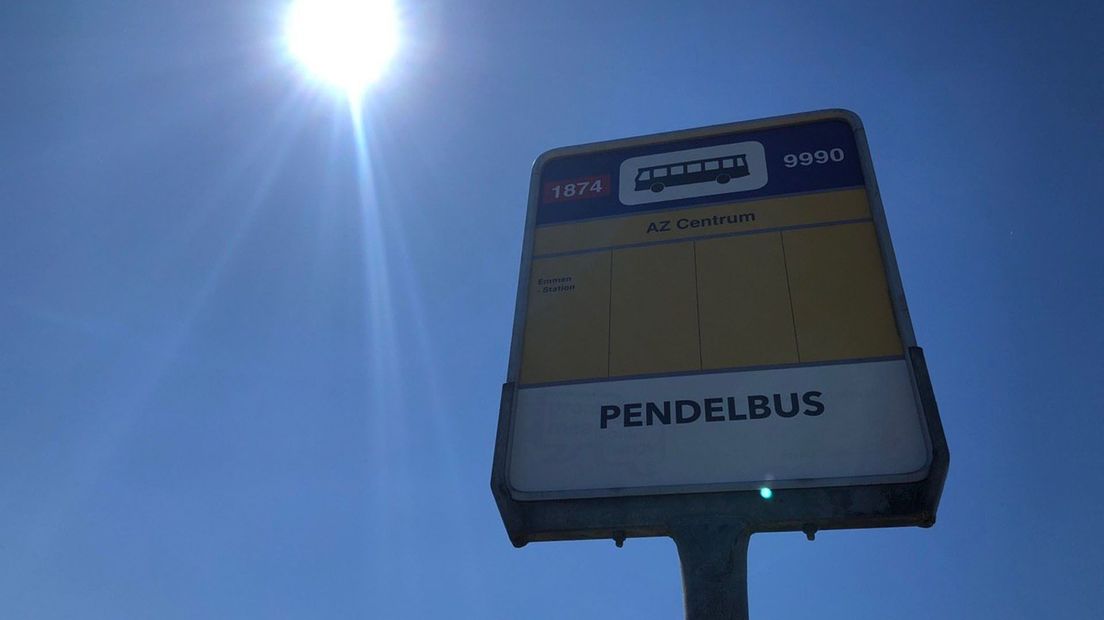 1874 9990
AZ Centrum
Emmen
- Station
PENDELBUS